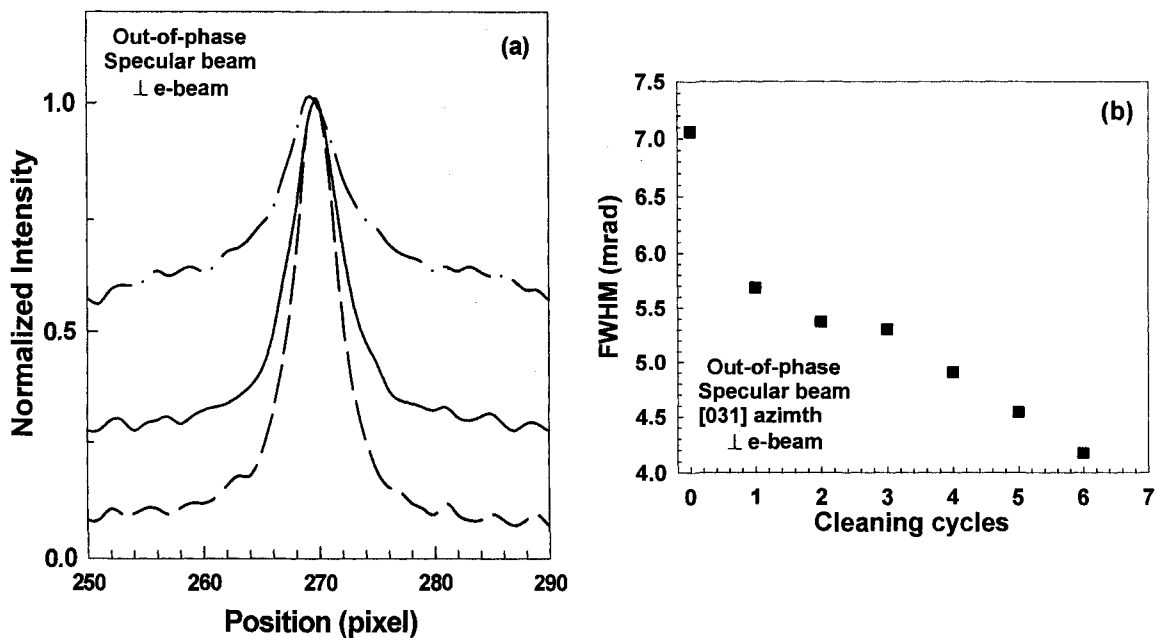 Out-of-phase
Specular beam
⊥ e-beam
(a)
1.0
0.5
0.0
Normalized Intensity
250
260
270
280
290
Position (pixel)
(b)
7.5
7.0
6.5
6.0
5.5
5.0
4.5
4.0
FWHM (mrad)
Out-of-phase
Specular beam
[031] azimth
⊥ e-beam
0
1
2
3
4
5
6
7
Cleaning cycles